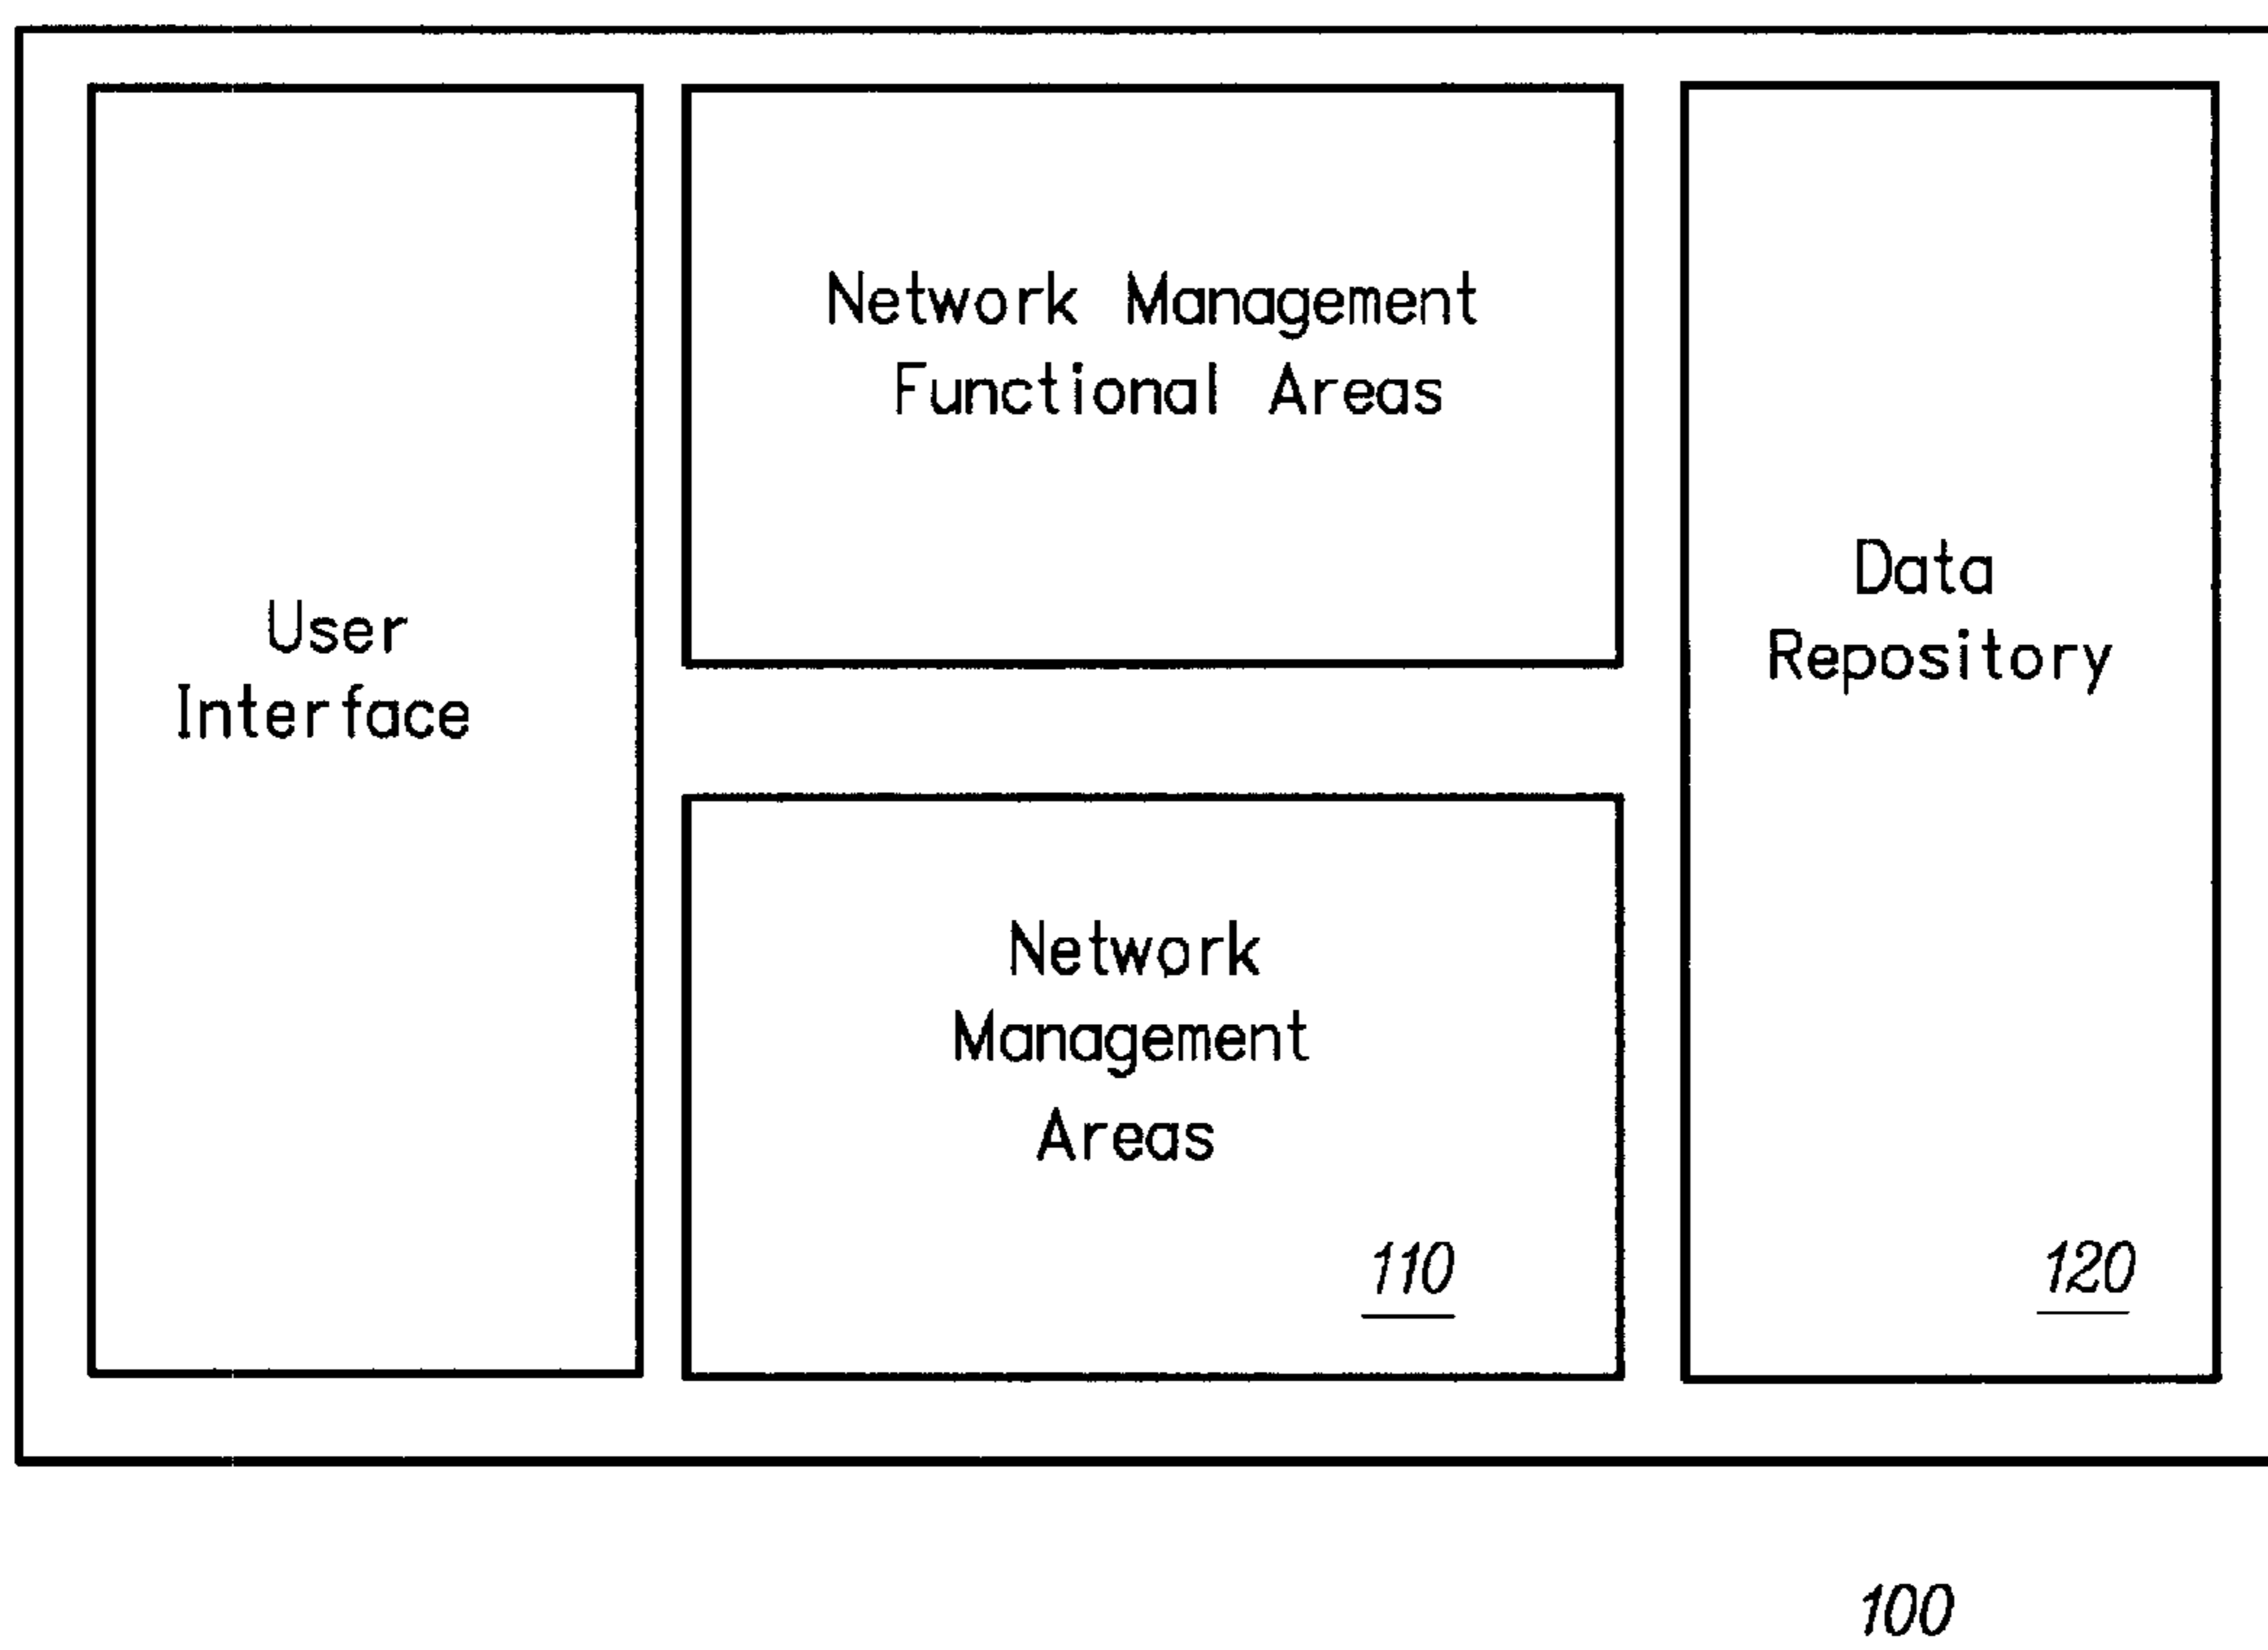 User
Interface
Network Management
Functional Areas
Network
Management
Areas
110
Data
Repository
120
100